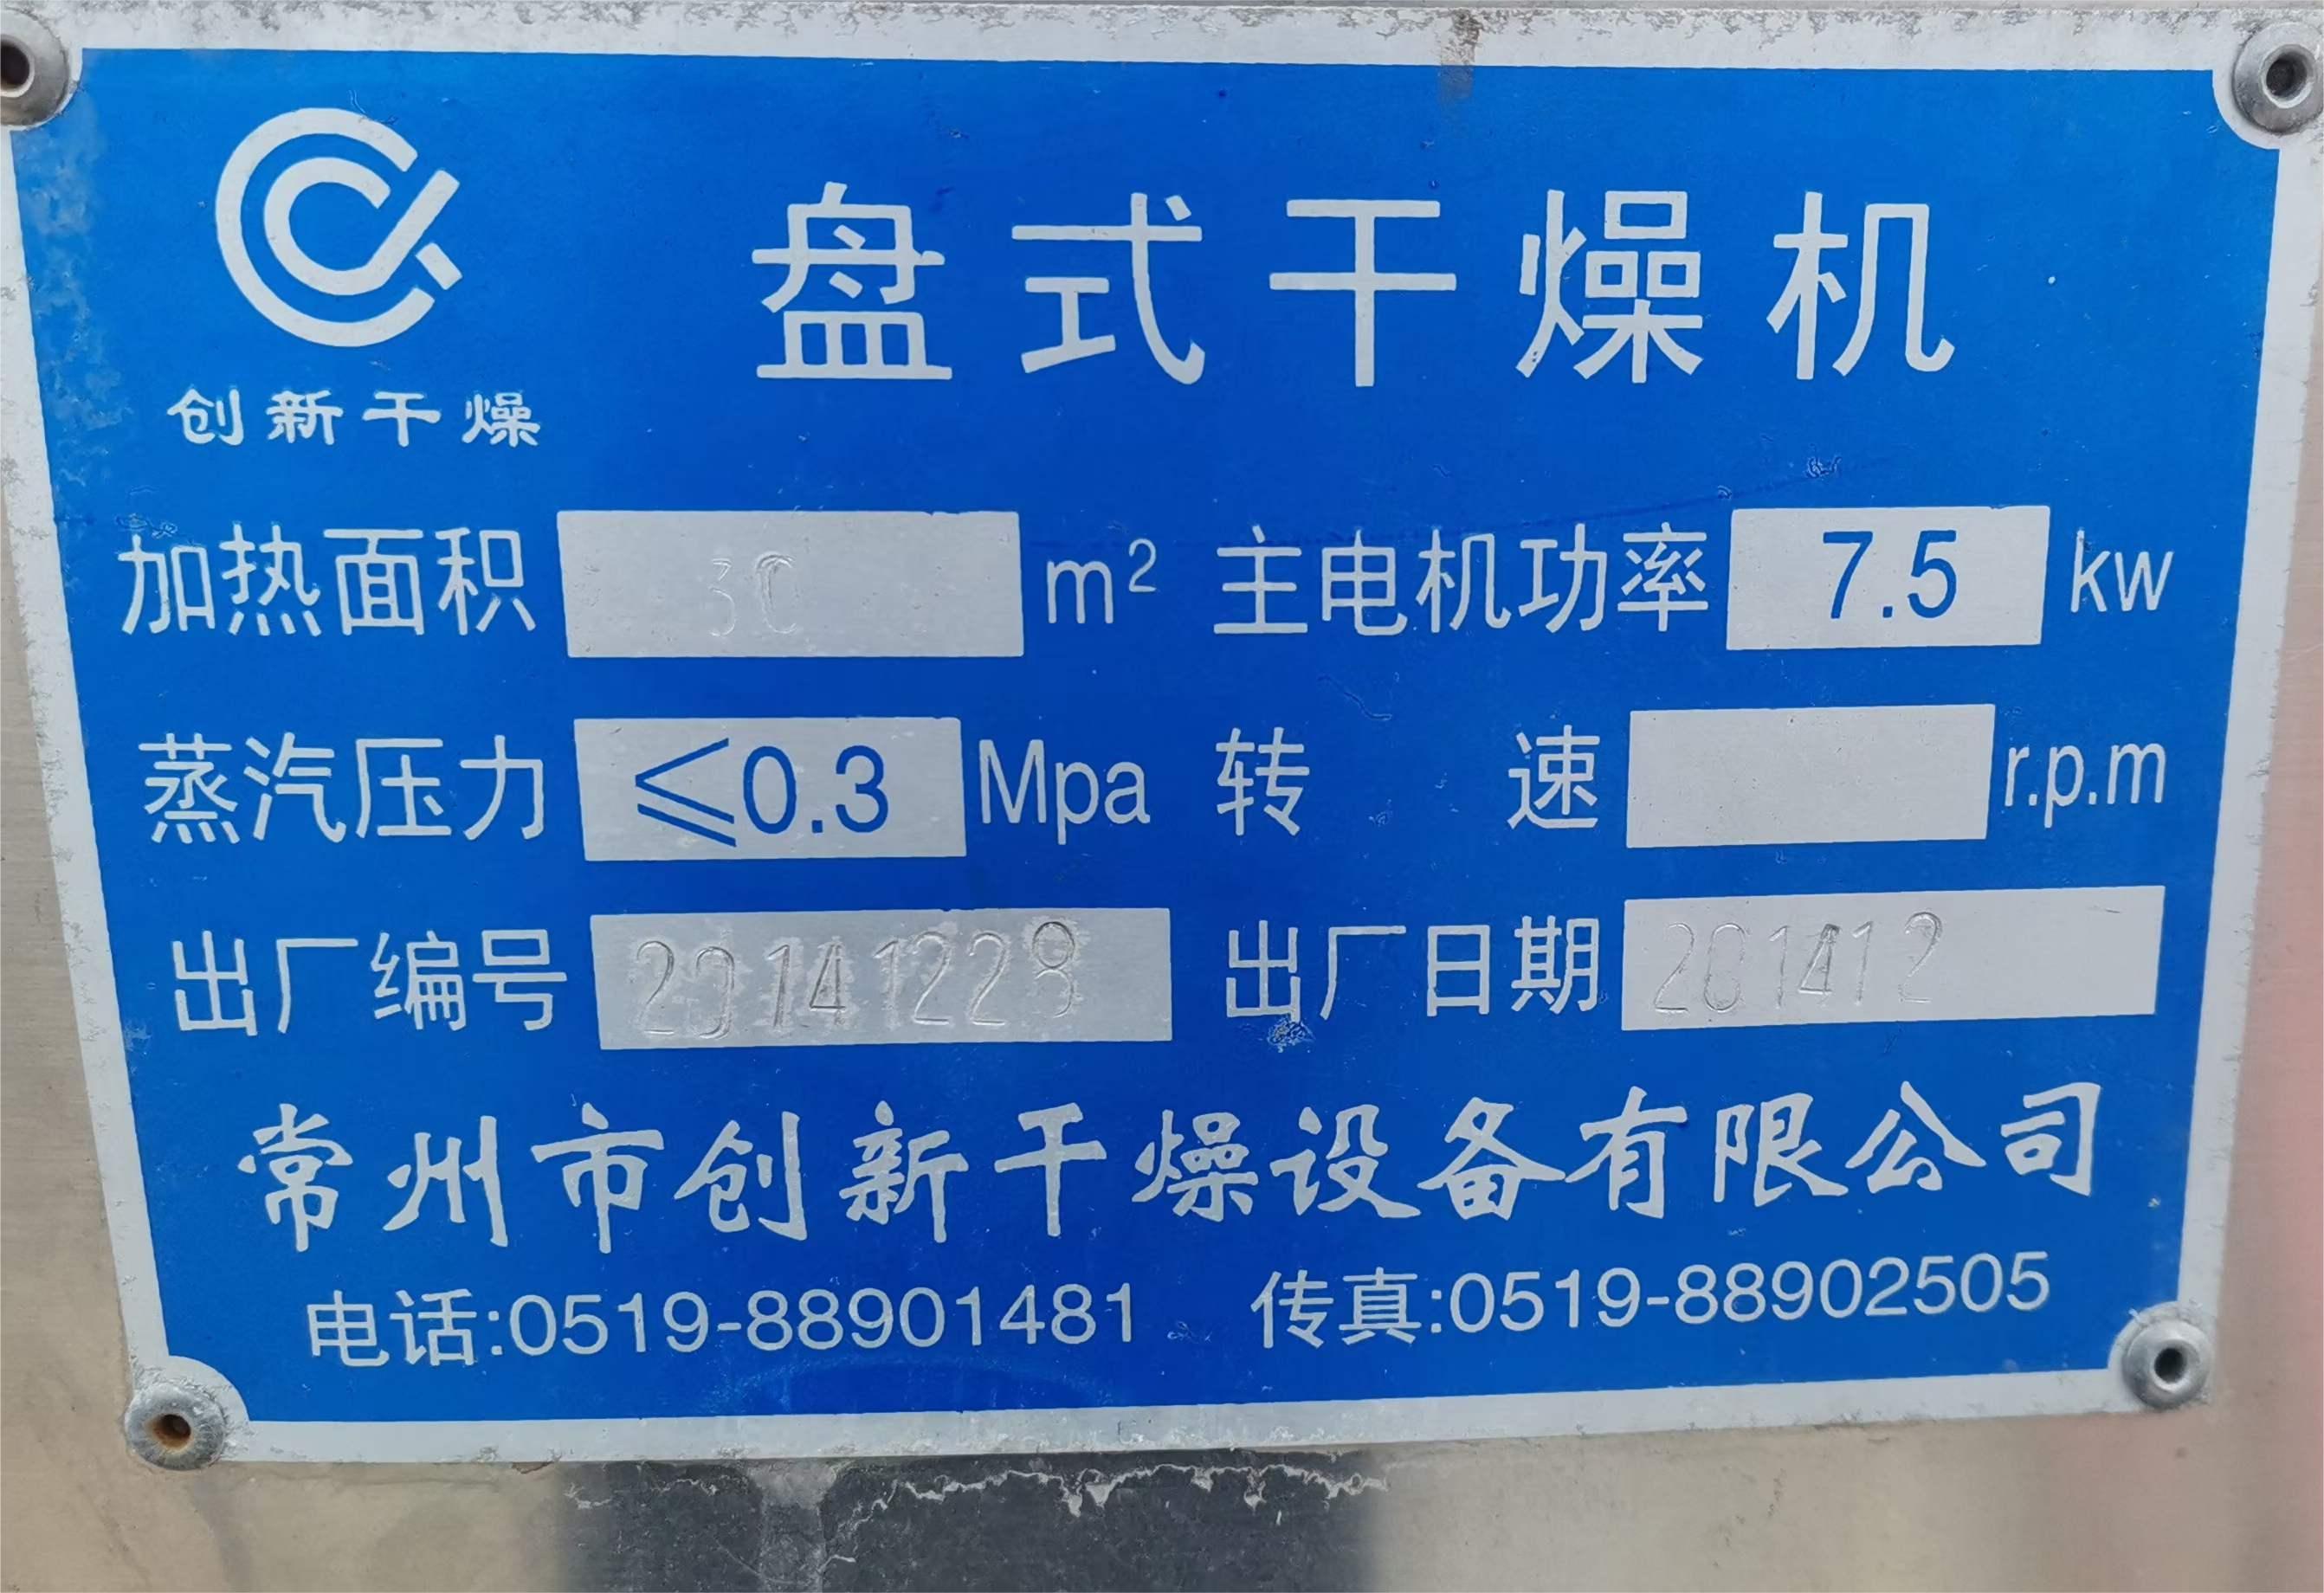 盘式干燥机
创新干燥
加热面积 30 m² 主电机功率 7.5 kw
蒸汽压力 ≤0.3 Mpa 转速 r.p.m
出厂编号 20141228 出厂日期 201412
常州市创新干燥设备有限公司
电话:0519-88901481 传真:0519-88902505